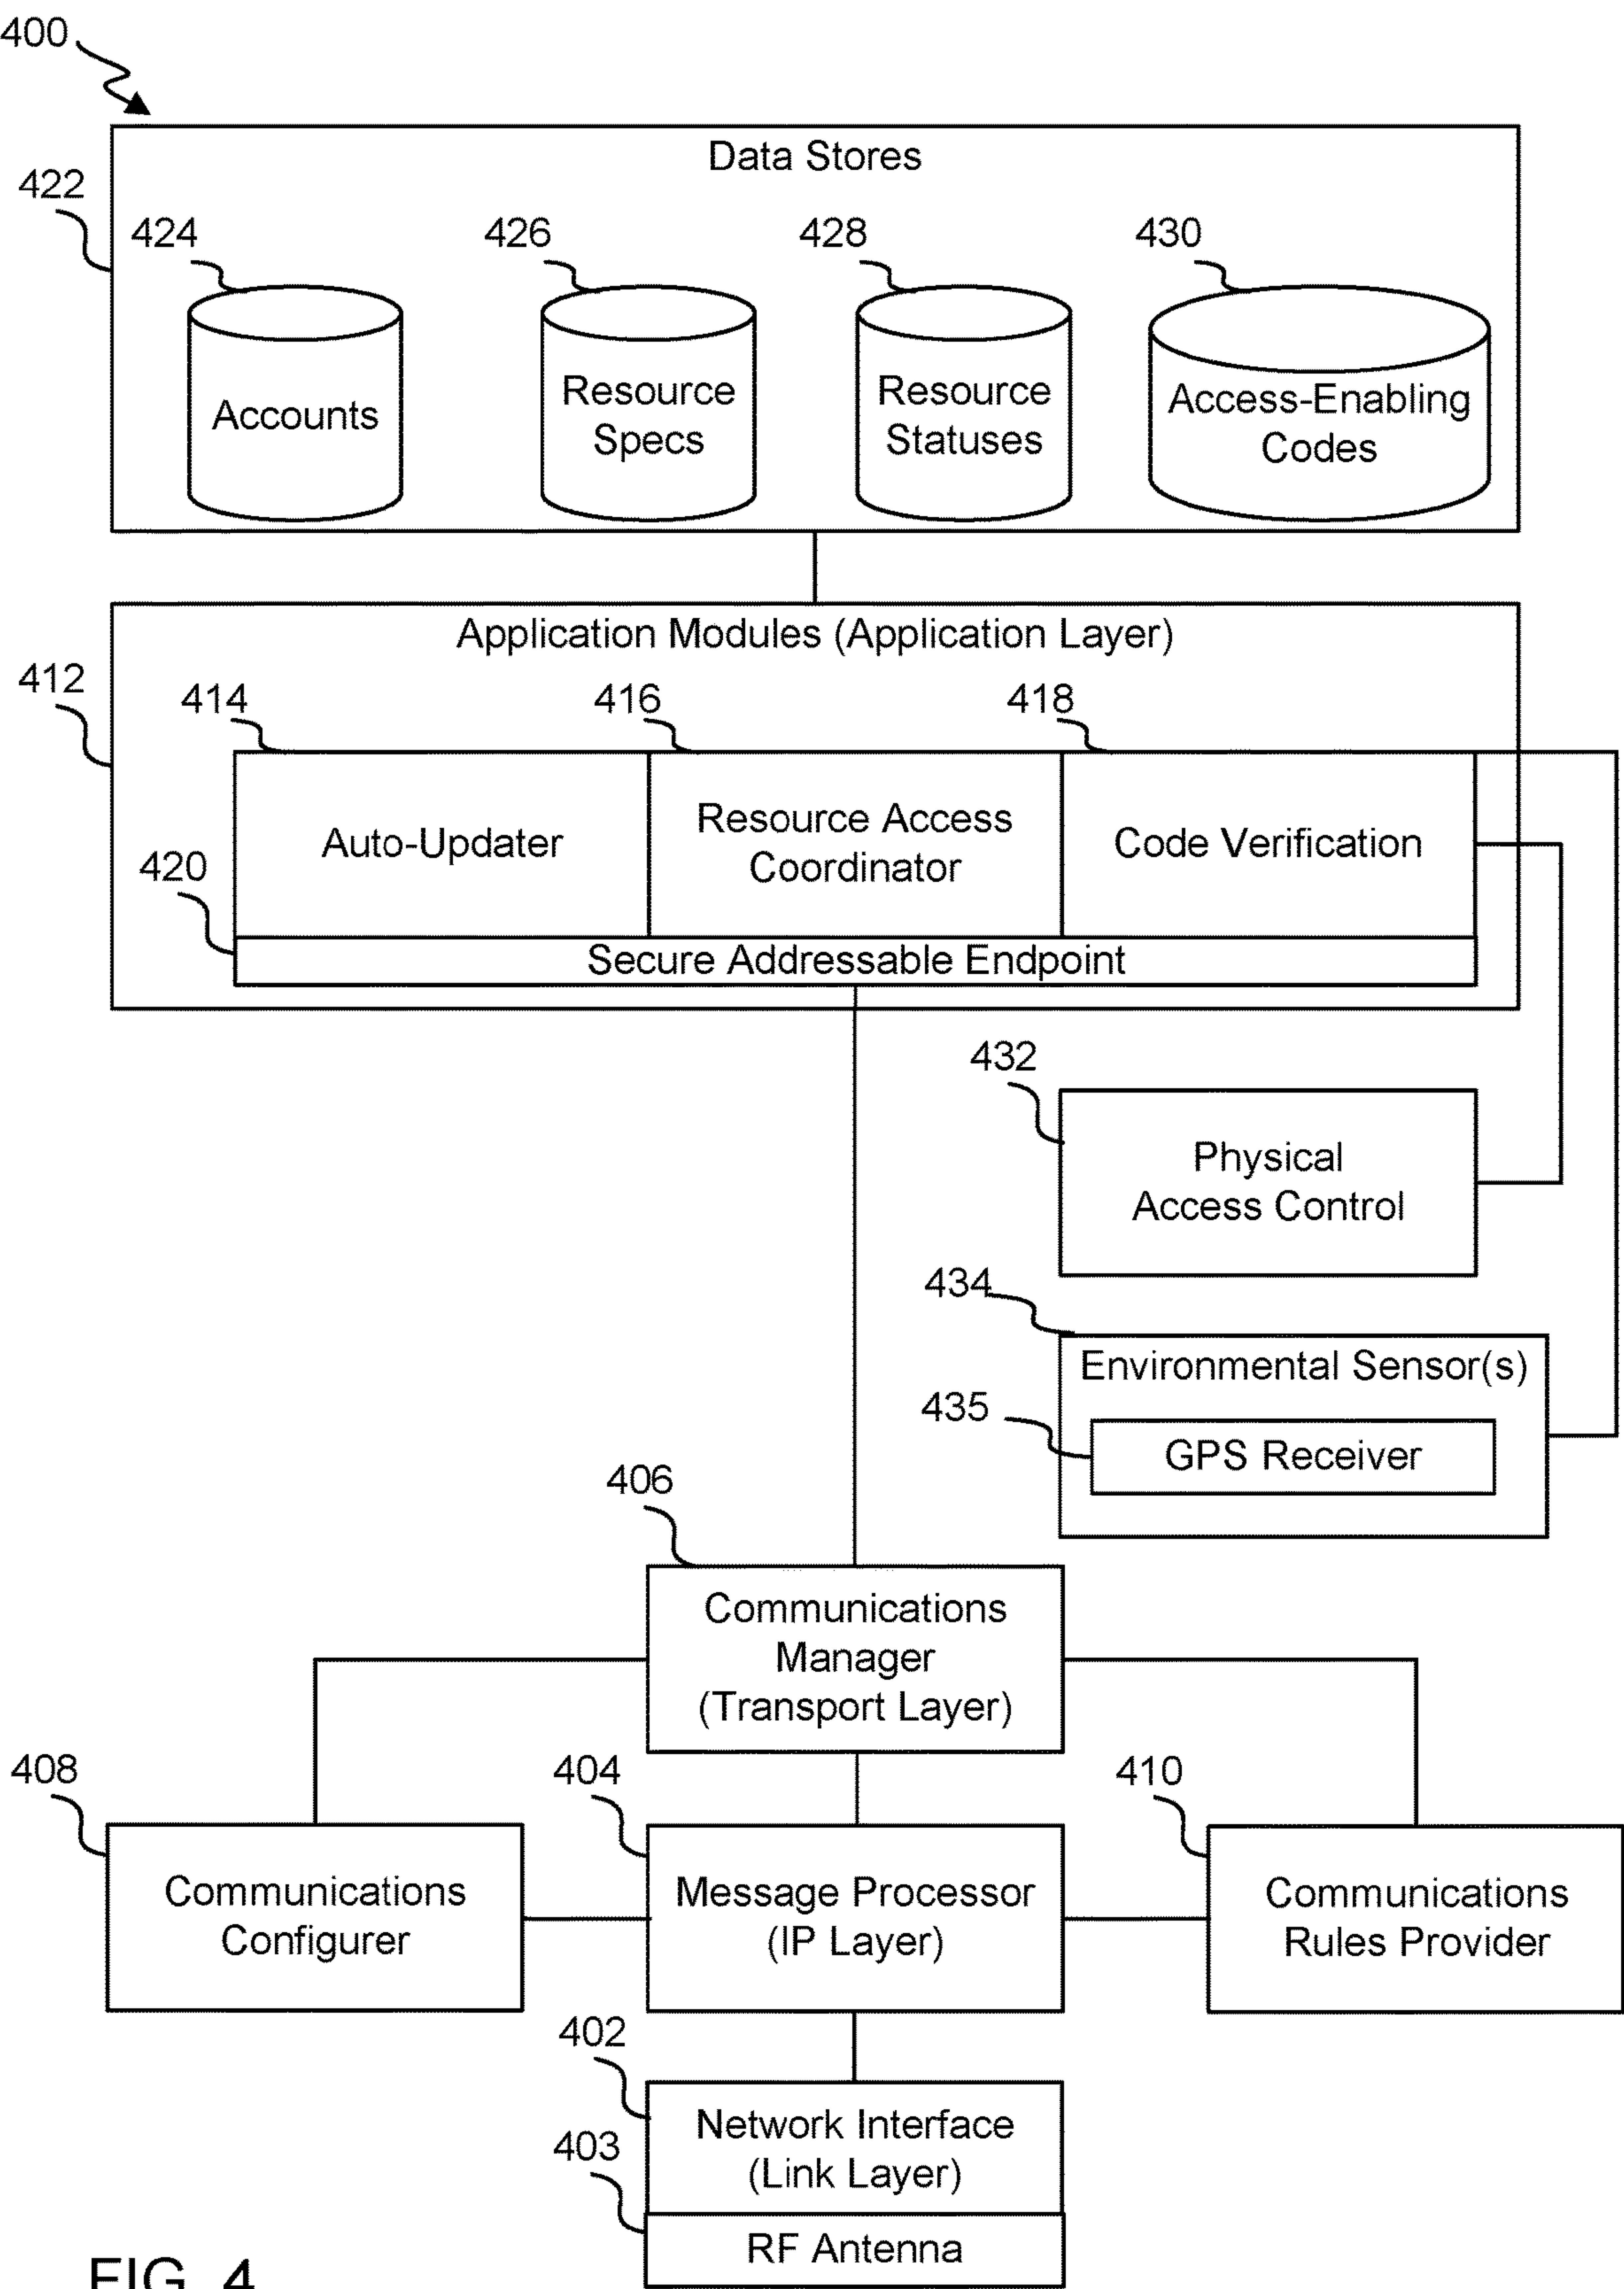 400
Data Stores
422
424
426
428
430
Accounts
Resource
Specs
Resource
Statuses
Access-Enabling
Codes
Application Modules (Application Layer)
412
414
416
418
Auto-Updater
Resource Access
Coordinator
Code Verification
420
Secure Addressable Endpoint
432
Physical
Access Control
434
Environmental Sensor(s)
435
GPS Receiver
406
Communications
Manager
(Transport Layer)
408
404
410
Communications
Configurer
Message Processor
(IP Layer)
Communications
Rules Provider
402
Network Interface
(Link Layer)
403
RF Antenna
FIG. 4